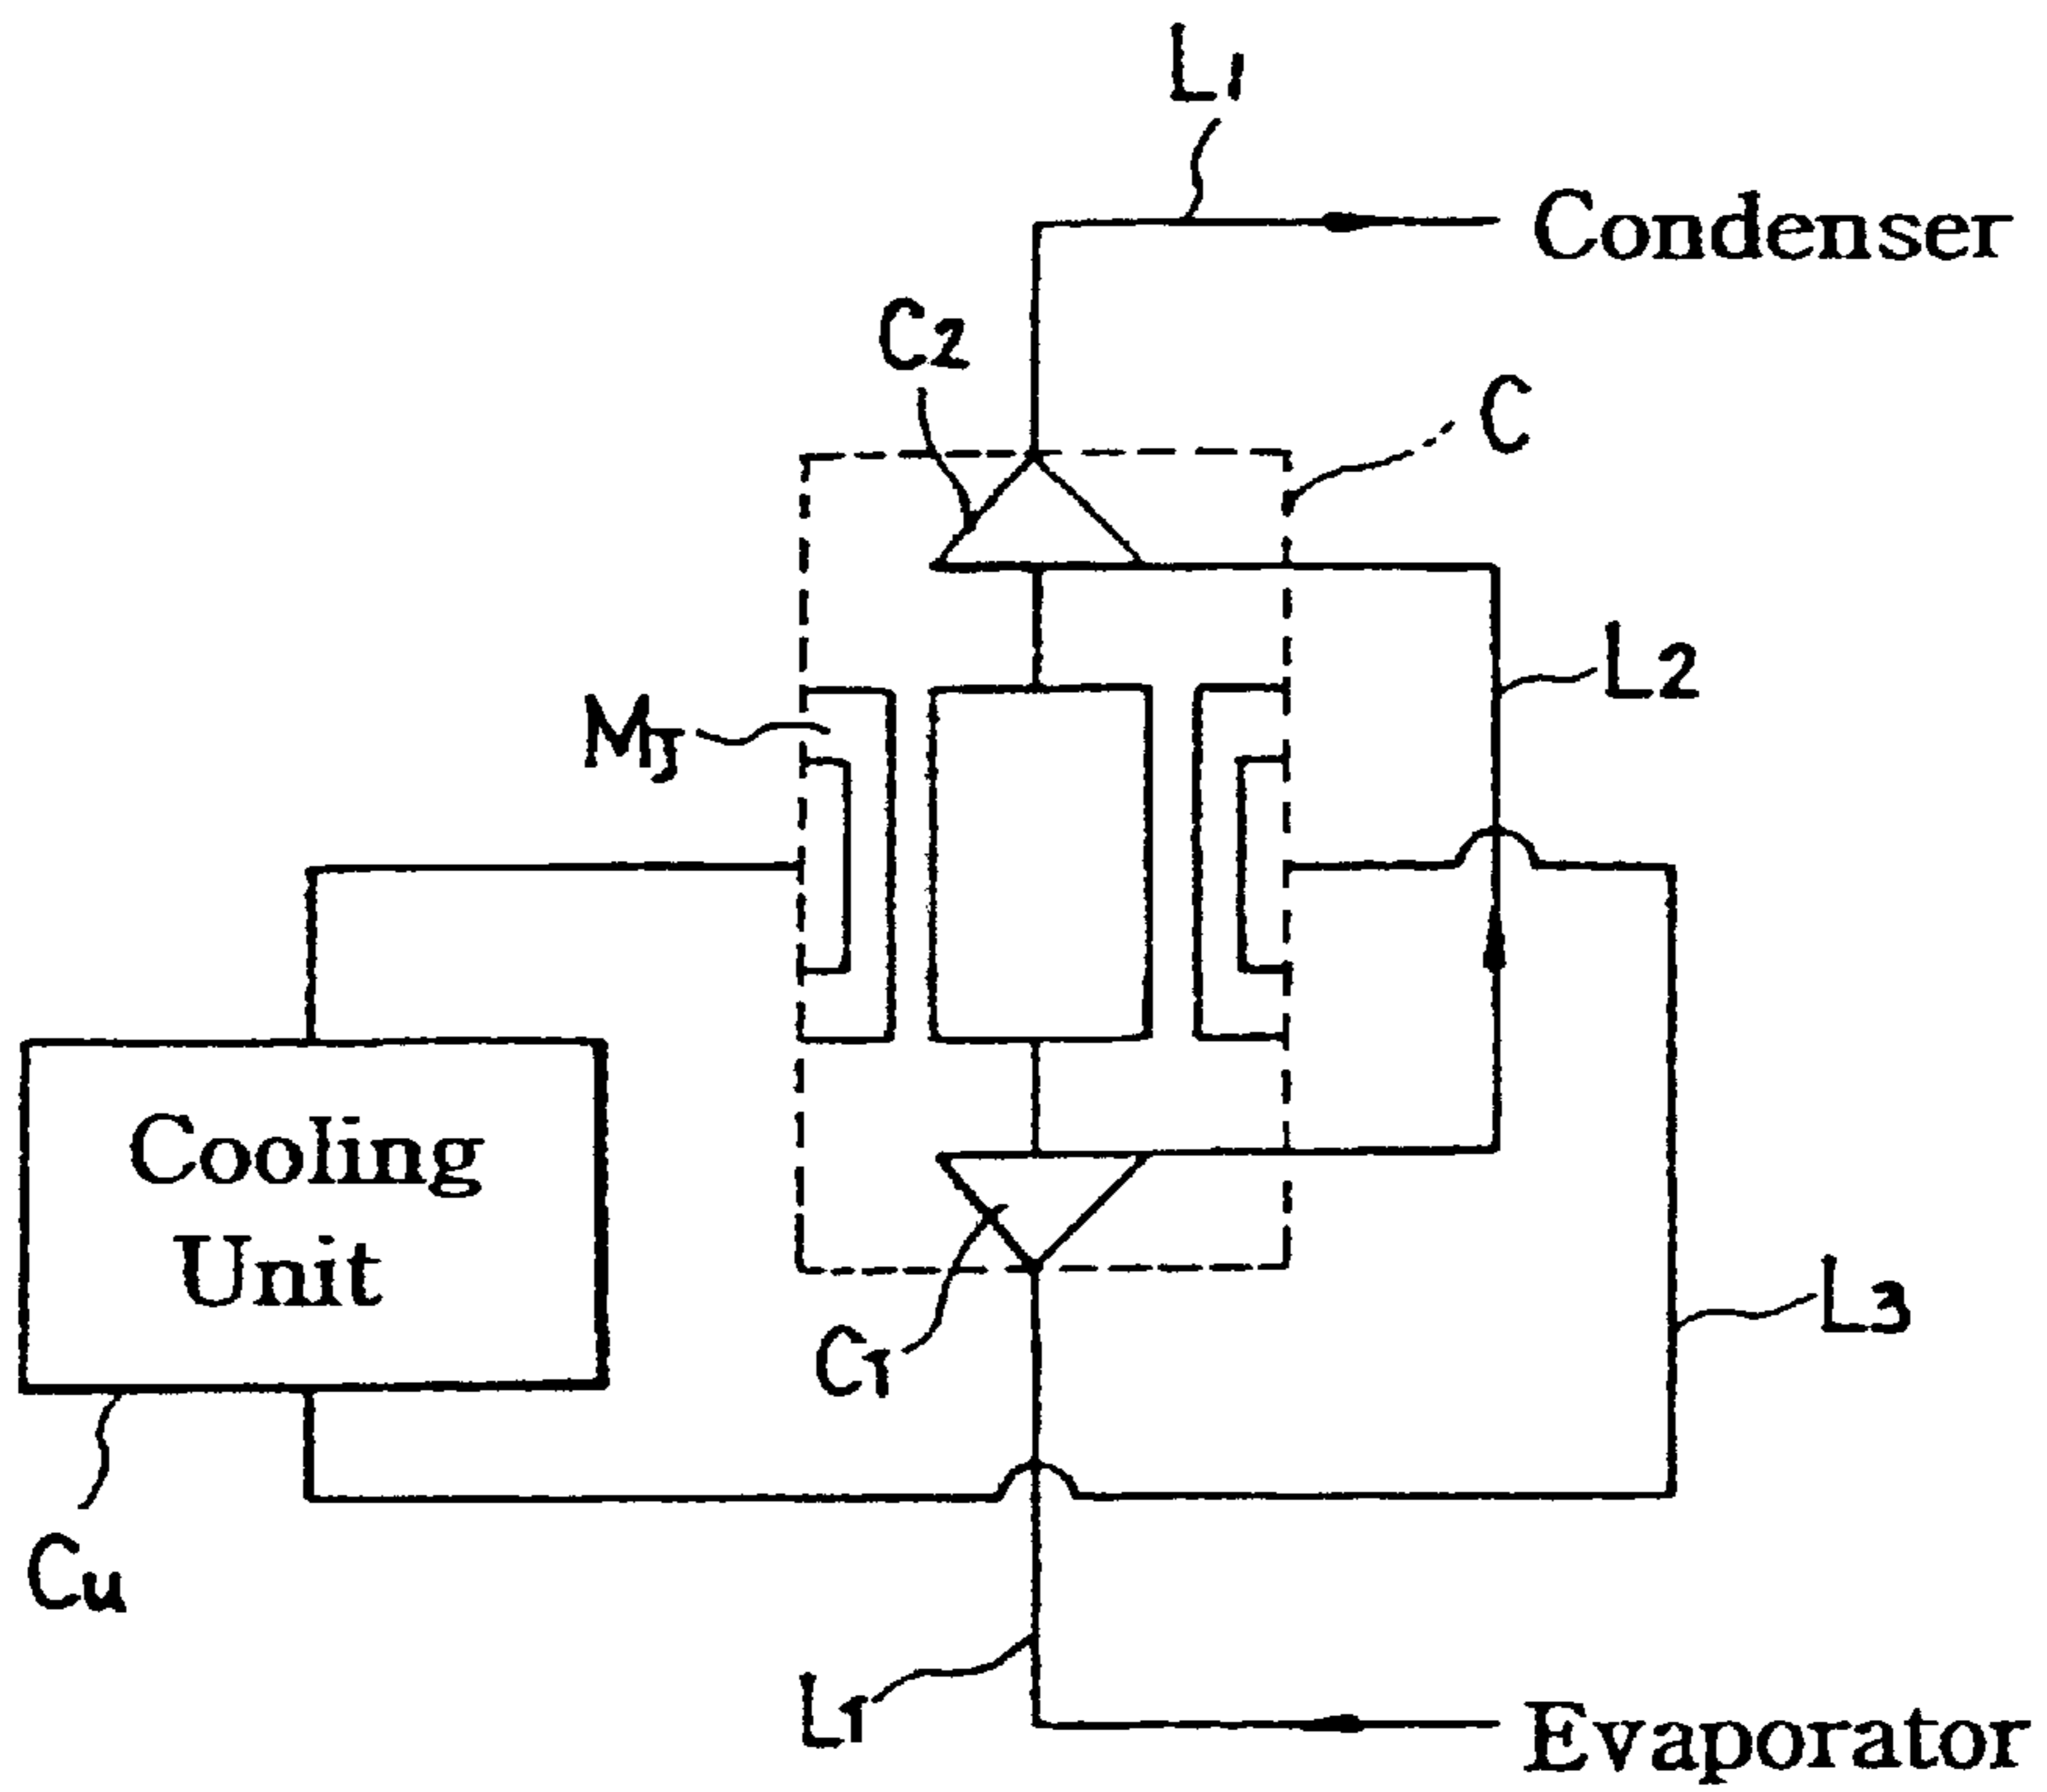 L1
Condenser
C2
C
L2
MJ
Cooling
Unit
L3
C1
Cu
L1
Evaporator